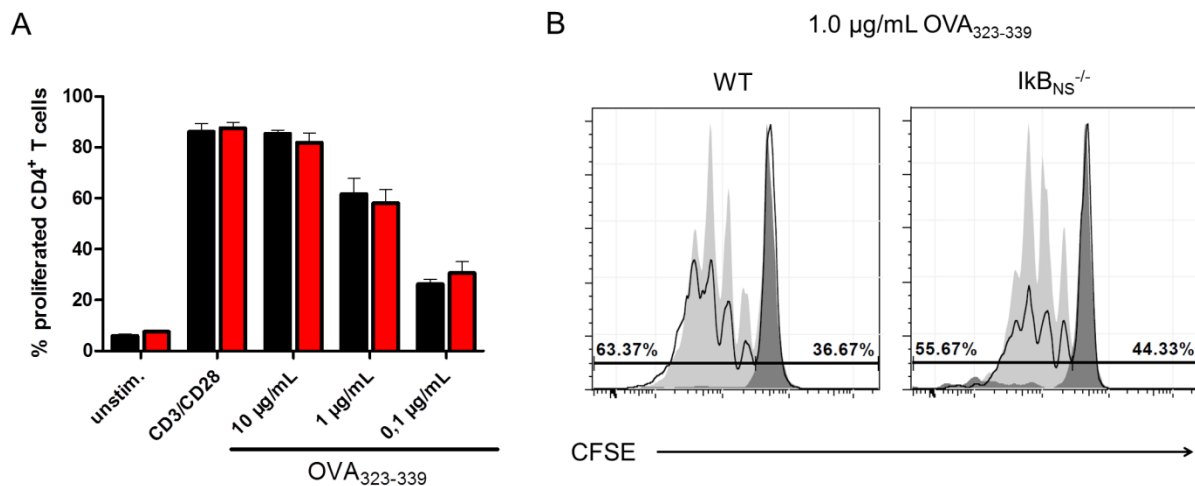 A
% proliferated CD4+ T cells
100
80
60
40
20
0
unstim.
CD3/CD28
10 µg/mL
1 µg/mL
0,1 µg/mL
OVA323-339
B
1.0 µg/mL OVA323-339
WT
IkBNS-/-
63.37%
36.67%
55.67%
44.33%
CFSE